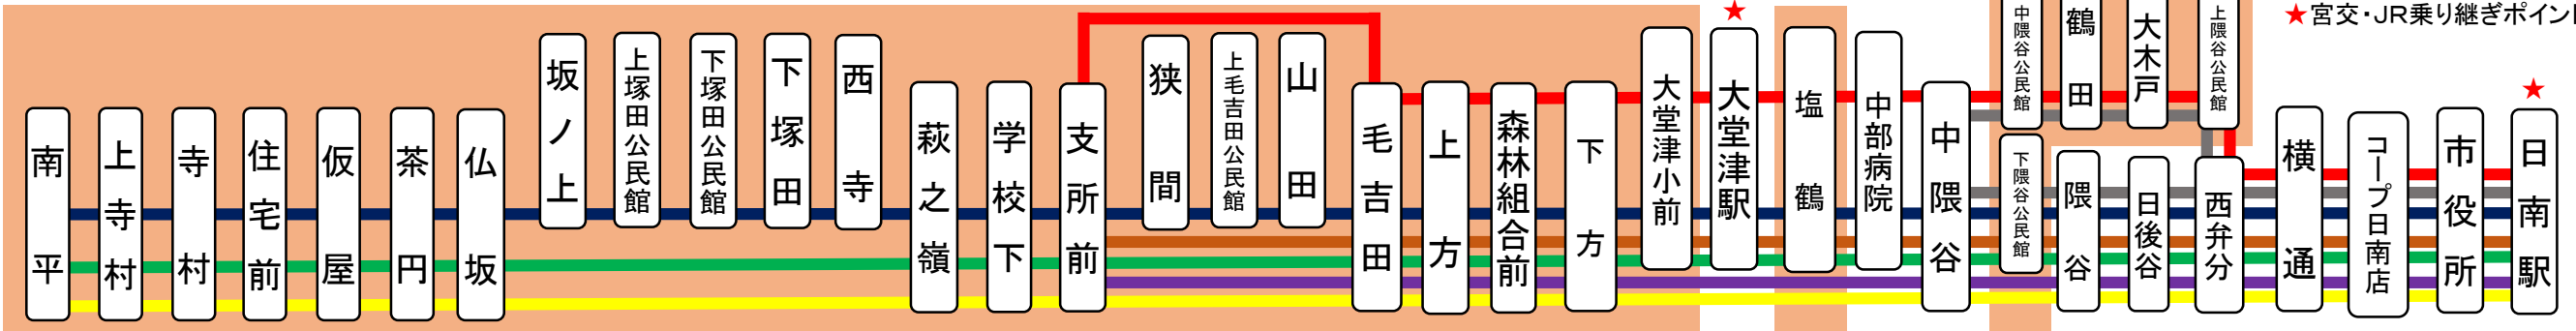 ★
★宮交・JR乗り継ぎポイン
★
南平
上寺村
寺村
住宅前
仮屋
茶円
仏坂
坂ノ上
上塚田公民館
下塚田公民館
下塚田
西寺
萩之嶺
学校下
支所前
狭間
上毛吉田公民館
山田
毛吉田
上方
森林組合前
下方
大堂津小前
大堂津駅
塩鶴
中部病院
中隈谷
中隈谷公民館
鶴田
大木戸
上隈谷公民館
下隈谷公民館
隈谷
日後谷
西弁分
横通
コープ日南店
市役所
日南駅